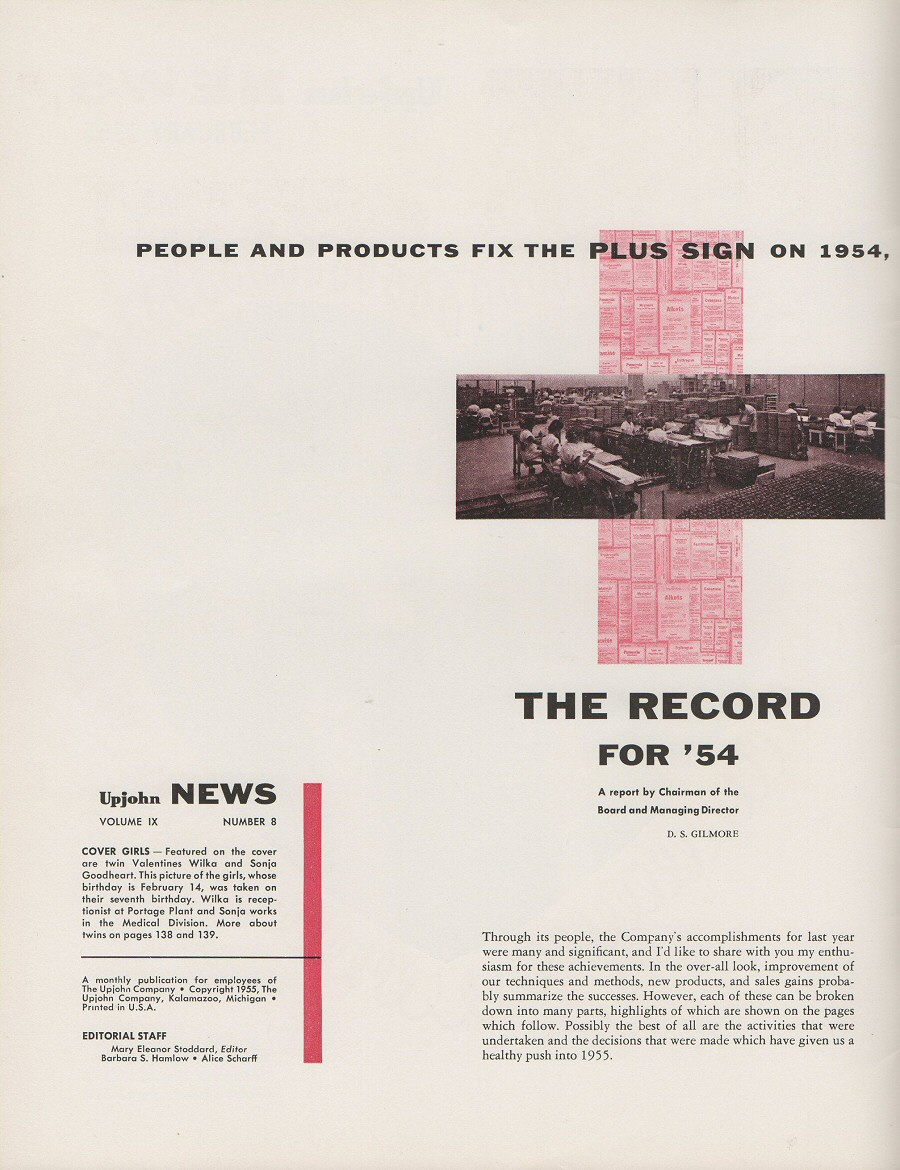 PEOPLE AND PRODUCTS FIX THE PLUS SIGN ON 1954,
Alkets
Alkets
THE RECORD
FOR ’54
A report by Chairman of the
Board and Managing Director
D. S. GILMORE
Upjohn NEWS
VOLUME IX NUMBER 8
COVER GIRLS — Featured on the cover
are twin Valentines Wilka and Sonja
Goodheart. This picture of the girls, whose
birthday is February 14, was taken on
their seventh birthday. Wilka is recep-
tionist at Portage Plant and Sonja works
in the Medical Division. More about
twins on pages 138 and 139.
A monthly publication for employees of
The Upjohn Company • Copyright 1955, The
Upjohn Company, Kalamazoo, Michigan •
Printed in U.S.A.
EDITORIAL STAFF
Mary Eleanor Stoddard, Editor
Barbara S. Hamlow • Alice Scharff
Through its people, the Company's accomplishments for last year
were many and significant, and I'd like to share with you my enthu-
siasm for these achievements. In the over-all look, improvement of
our techniques and methods, new products, and sales gains proba-
bly summarize the successes. However, each of these can be broken
down into many parts, highlights of which are shown on the pages
which follow. Possibly the best of all are the activities that were
undertaken and the decisions that were made which have given us a
healthy push into 1955.